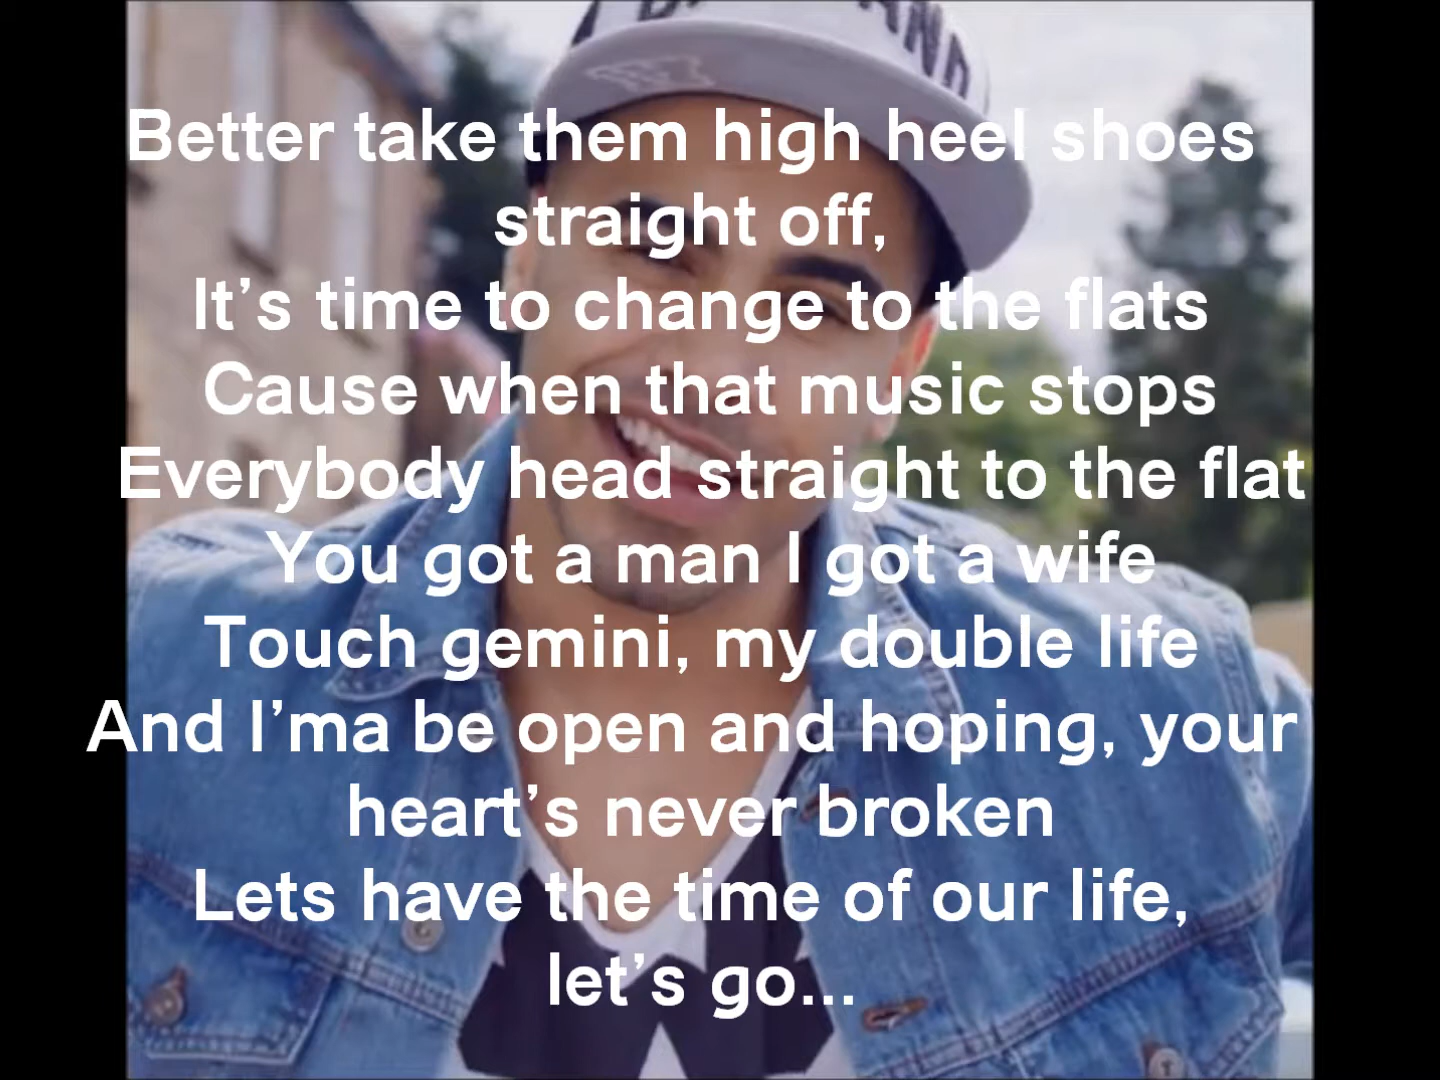 Better take them high heel shoes
straight off,
It's time to change to the flats
Cause when that music stops
Everybody head straight to the flat
You got a man I got a wife
Touch gemini, my double life
And I'ma be open and hoping, your
heart's never broken
Lets have the time of our life,
let's go...